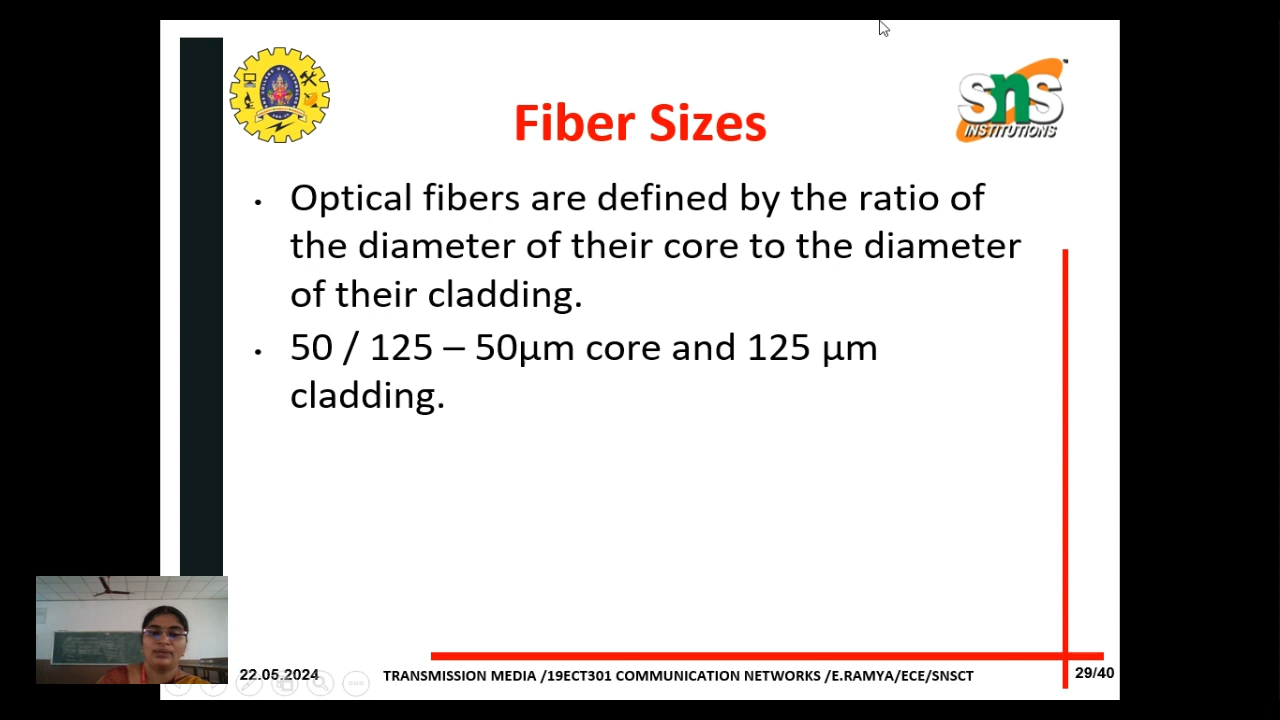 Fiber Sizes
SNS
INSTITUTIONS
• Optical fibers are defined by the ratio of
the diameter of their core to the diameter
of their cladding.
• 50 / 125 – 50µm core and 125 µm
cladding.
22.05.2024
TRANSMISSION MEDIA /19ECT301 COMMUNICATION NETWORKS /E.RAMYA/ECE/SNSCT
29/40